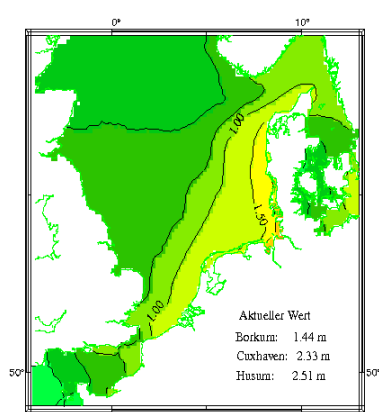 0° 10°
1.00
1.50
1.00
Aktueller Wert
Borkum: 1.44 m
Cuxhaven: 2.33 m
Husum: 2.51 m
50° 50°